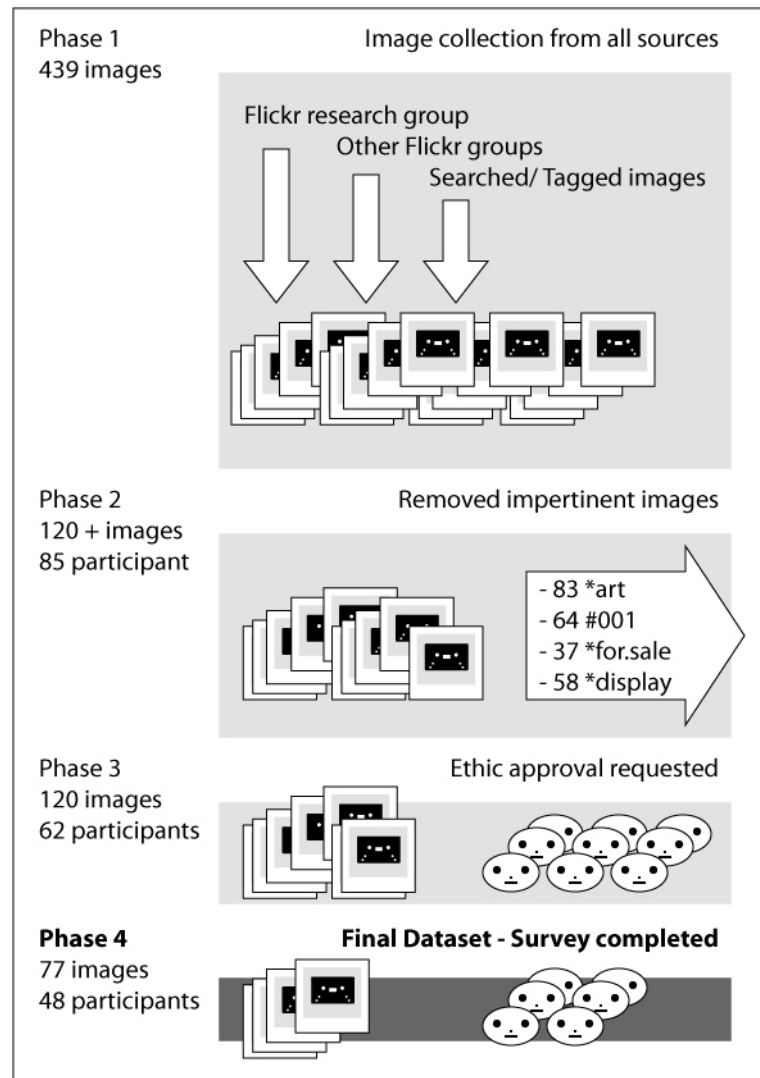 Phase 1
439 images
Image collection from all sources
Flickr research group
Other Flickr groups
Searched/ Tagged images
Phase 2
120 + images
85 participant
Removed impertinent images
- 83 *art
- 64 #001
- 37 *for.sale
- 58 *display
Phase 3
120 images
62 participants
Ethic approval requested
Phase 4
77 images
48 participants
Final Dataset - Survey completed